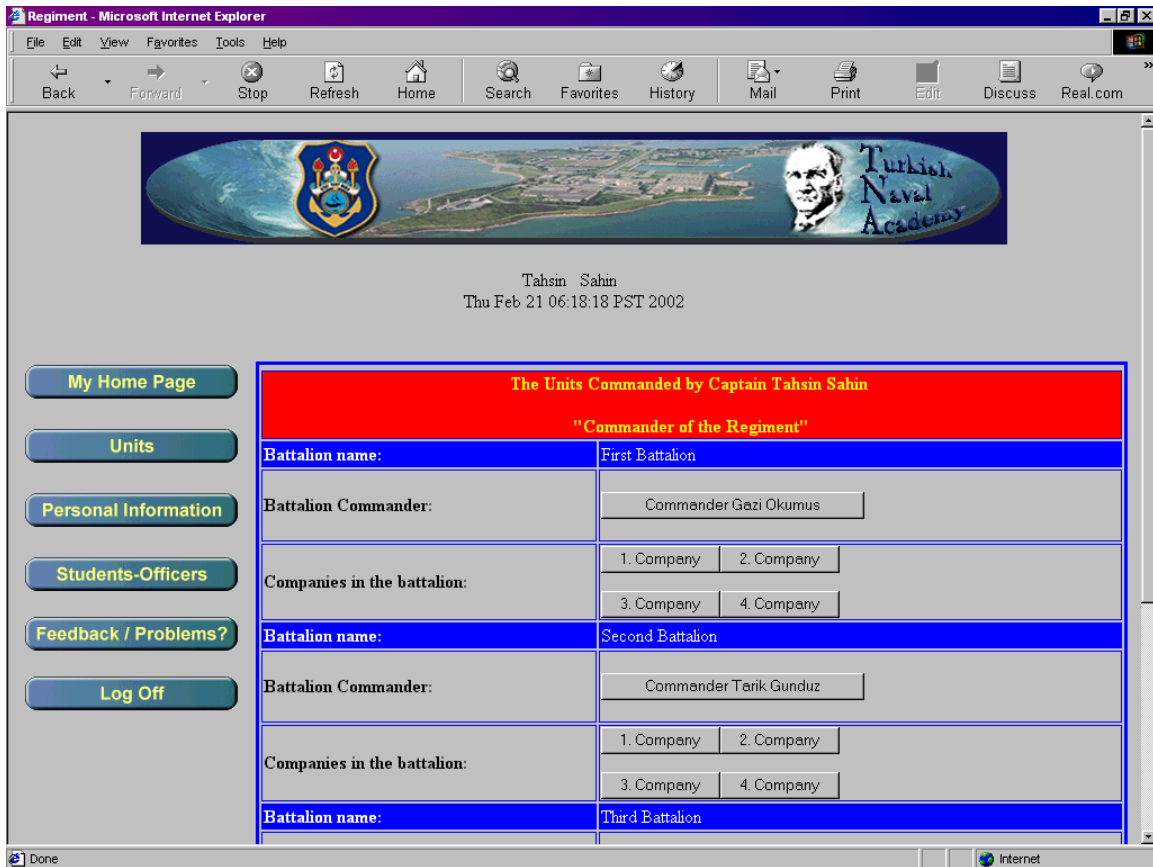 Regiment - Microsoft Internet Explorer
File Edit View Favorites Tools Help
Back Forward Stop Refresh Home Search Favorites History Mail Print Edit Discuss Real.com
Turkish
Naval
Academy
Tahsin Sahin
Thu Feb 21 06:18:18 PST 2002
My Home Page
Units
Personal Information
Students-Officers
Feedback / Problems?
Log Off
The Units Commanded by Captain Tahsin Sahin
"Commander of the Regiment"
Battalion name: First Battalion
Battalion Commander: Commander Gazi Okumus
Companies in the battalion: 1. Company 2. Company
3. Company 4. Company
Battalion name: Second Battalion
Battalion Commander: Commander Tarik Gunduz
Companies in the battalion: 1. Company 2. Company
3. Company 4. Company
Battalion name: Third Battalion
Done Internet